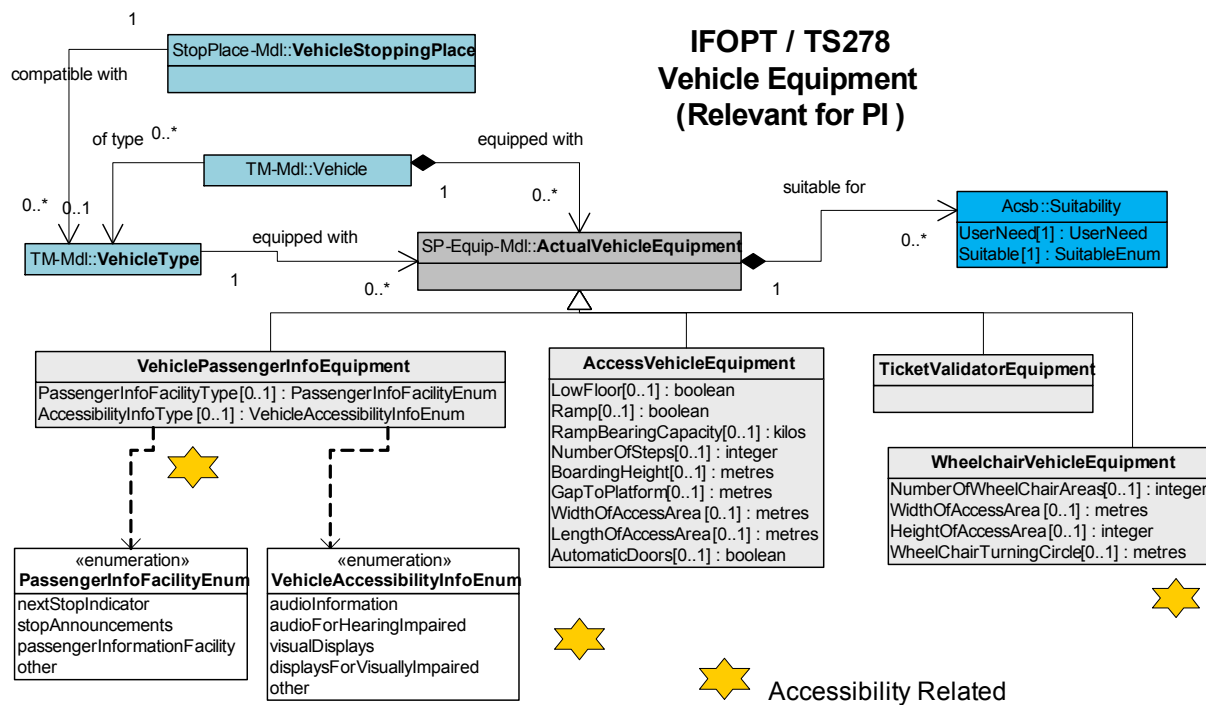 IFOPT / TS278
Vehicle Equipment
(Relevant for PI )
1
StopPlace-Mdl::VehicleStoppingPlace
compatible with
of type
0..*
TM-Mdl::Vehicle
equipped with
1
0..*
0..*
0..1
TM-Mdl::VehicleType
equipped with
1
0..*
SP-Equip-Mdl::ActualVehicleEquipment
1
suitable for
0..*
Acsb::Suitability
UserNeed[1] : UserNeed
Suitable[1] : SuitableEnum
VehiclePassengerInfoEquipment
PassengerInfoFacilityType[0..1] : PassengerInfoFacilityEnum
AccessibilityInfoType [0..1] : VehicleAccessibilityInfoEnum
AccessVehicleEquipment
LowFloor[0..1] : boolean
Ramp[0..1] : boolean
RampBearingCapacity[0..1] : kilos
NumberOfSteps[0..1] : integer
BoardingHeight[0..1] : metres
GapToPlatform[0..1] : metres
WidthOfAccessArea[0..1] : metres
LengthOfAccessArea[0..1] : metres
AutomaticDoors[0..1] : boolean
TicketValidatorEquipment
WheelchairVehicleEquipment
NumberOfWheelChairAreas[0..1] : integer
WidthOfAccessArea [0..1] : metres
HeightOfAccessArea[0..1] : integer
WheelChairTurningCircle[0..1] : metres
«enumeration»
PassengerInfoFacilityEnum
nextStopIndicator
stopAnnouncements
passengerInformationFacility
other
«enumeration»
VehicleAccessibilityInfoEnum
audioInformation
audioForHearingImpaired
visualDisplays
displaysForVisuallyImpaired
other
Accessibility Related